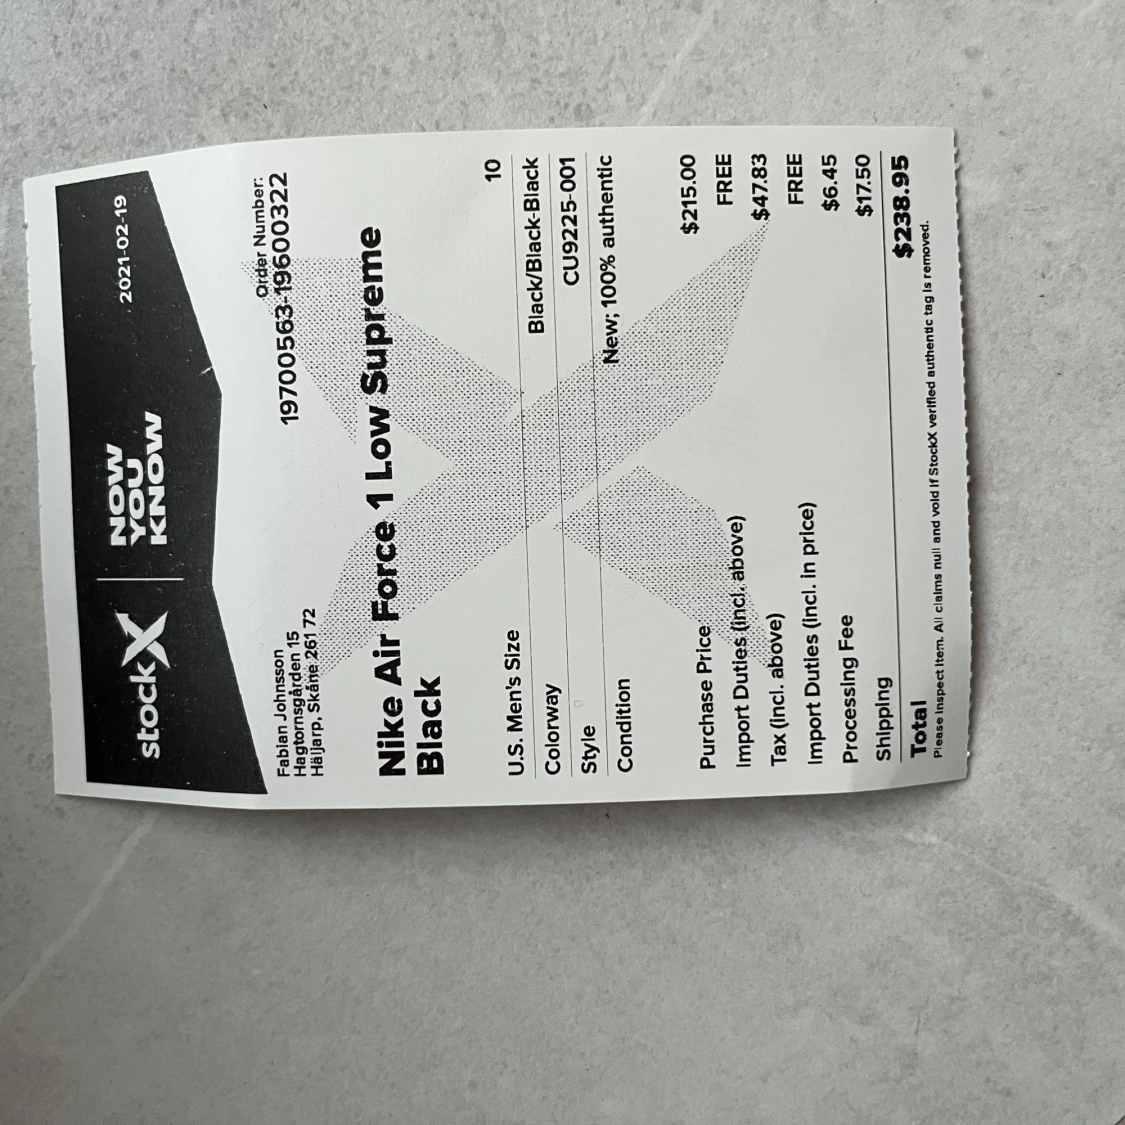 stockX | NOW YOU KNOW 2021-02-19
Order Number:
19700563-19600322
Fabian Johnsson
Hagtornsgården 15
Häljarp, Skåne 261 72
Nike Air Force 1 Low Supreme
Black
U.S. Men's Size 10
Colorway Black/Black-Black
Style CU9225-001
Condition New; 100% authentic
Purchase Price $215.00
Import Duties (incl. above) FREE
Tax (incl. above) $47.83
Import Duties (incl. in price) FREE
Processing Fee $6.45
Shipping $17.50
Total $238.95
Please inspect item. All claims null and void if StockX verified authentic tag is removed.